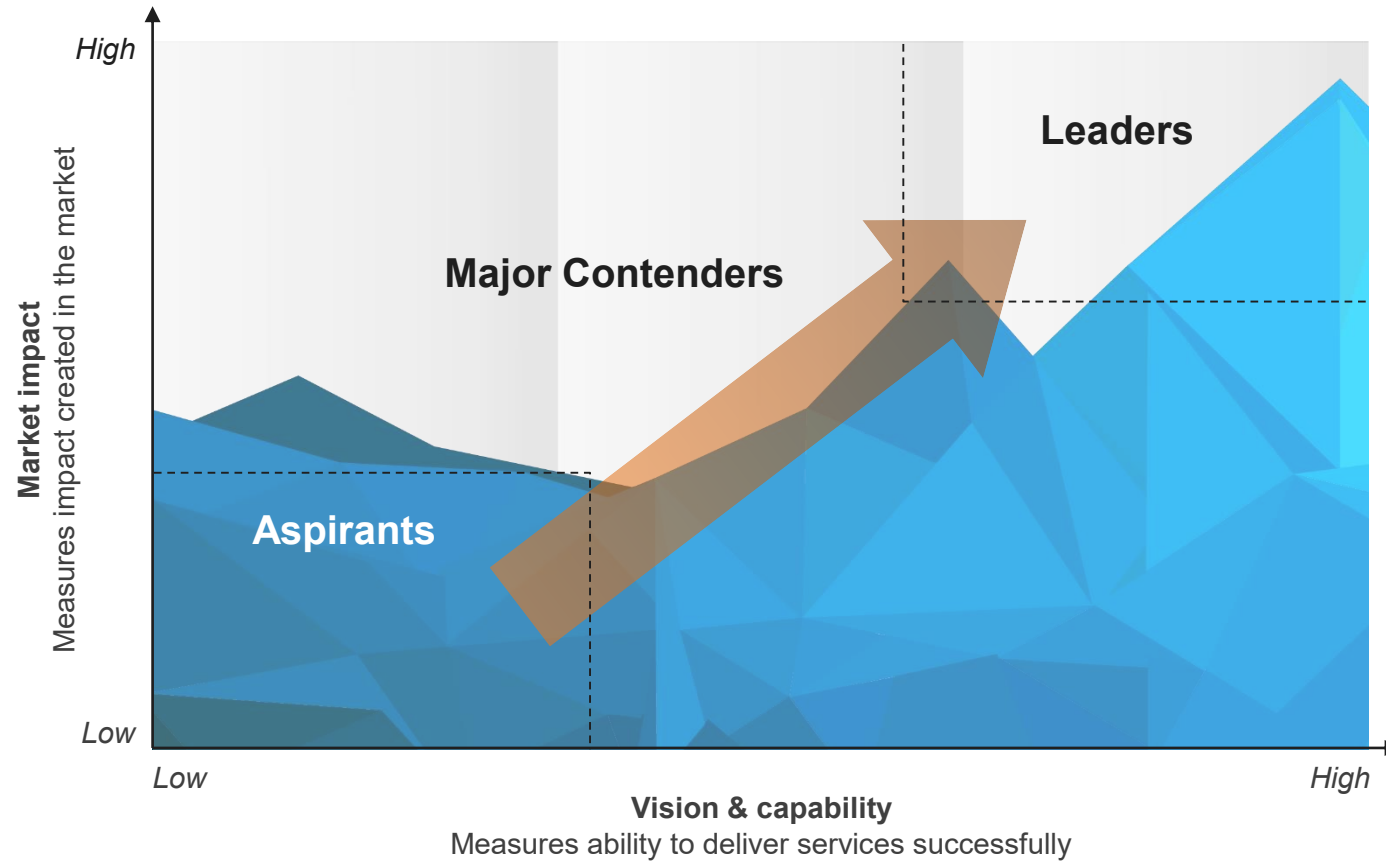 High
Leaders
Major Contenders
Market impact
Measures impact created in the market
Aspirants
Low
Low
High
Vision & capability
Measures ability to deliver services successfully